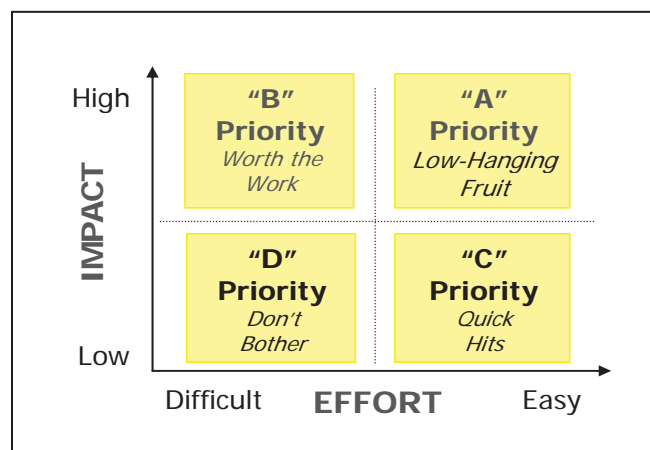 High
"B"
Priority
Worth the
Work
"A"
Priority
Low-Hanging
Fruit
IMPACT
"D"
Priority
Don't
Bother
"C"
Priority
Quick
Hits
Low
Difficult EFFORT Easy